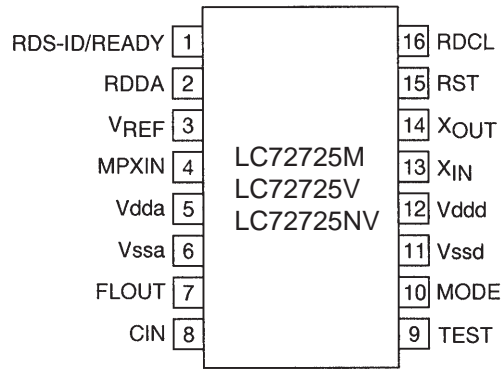 RDS-ID/READY 1 16 RDCL
RDDA 2 15 RST
VREF 3 14 XOUT
MPXIN 4 13 XIN
Vdda 5 12 Vddd
Vssa 6 11 Vssd
FLOUT 7 10 MODE
CIN 8 9 TEST
LC72725M
LC72725V
LC72725NV